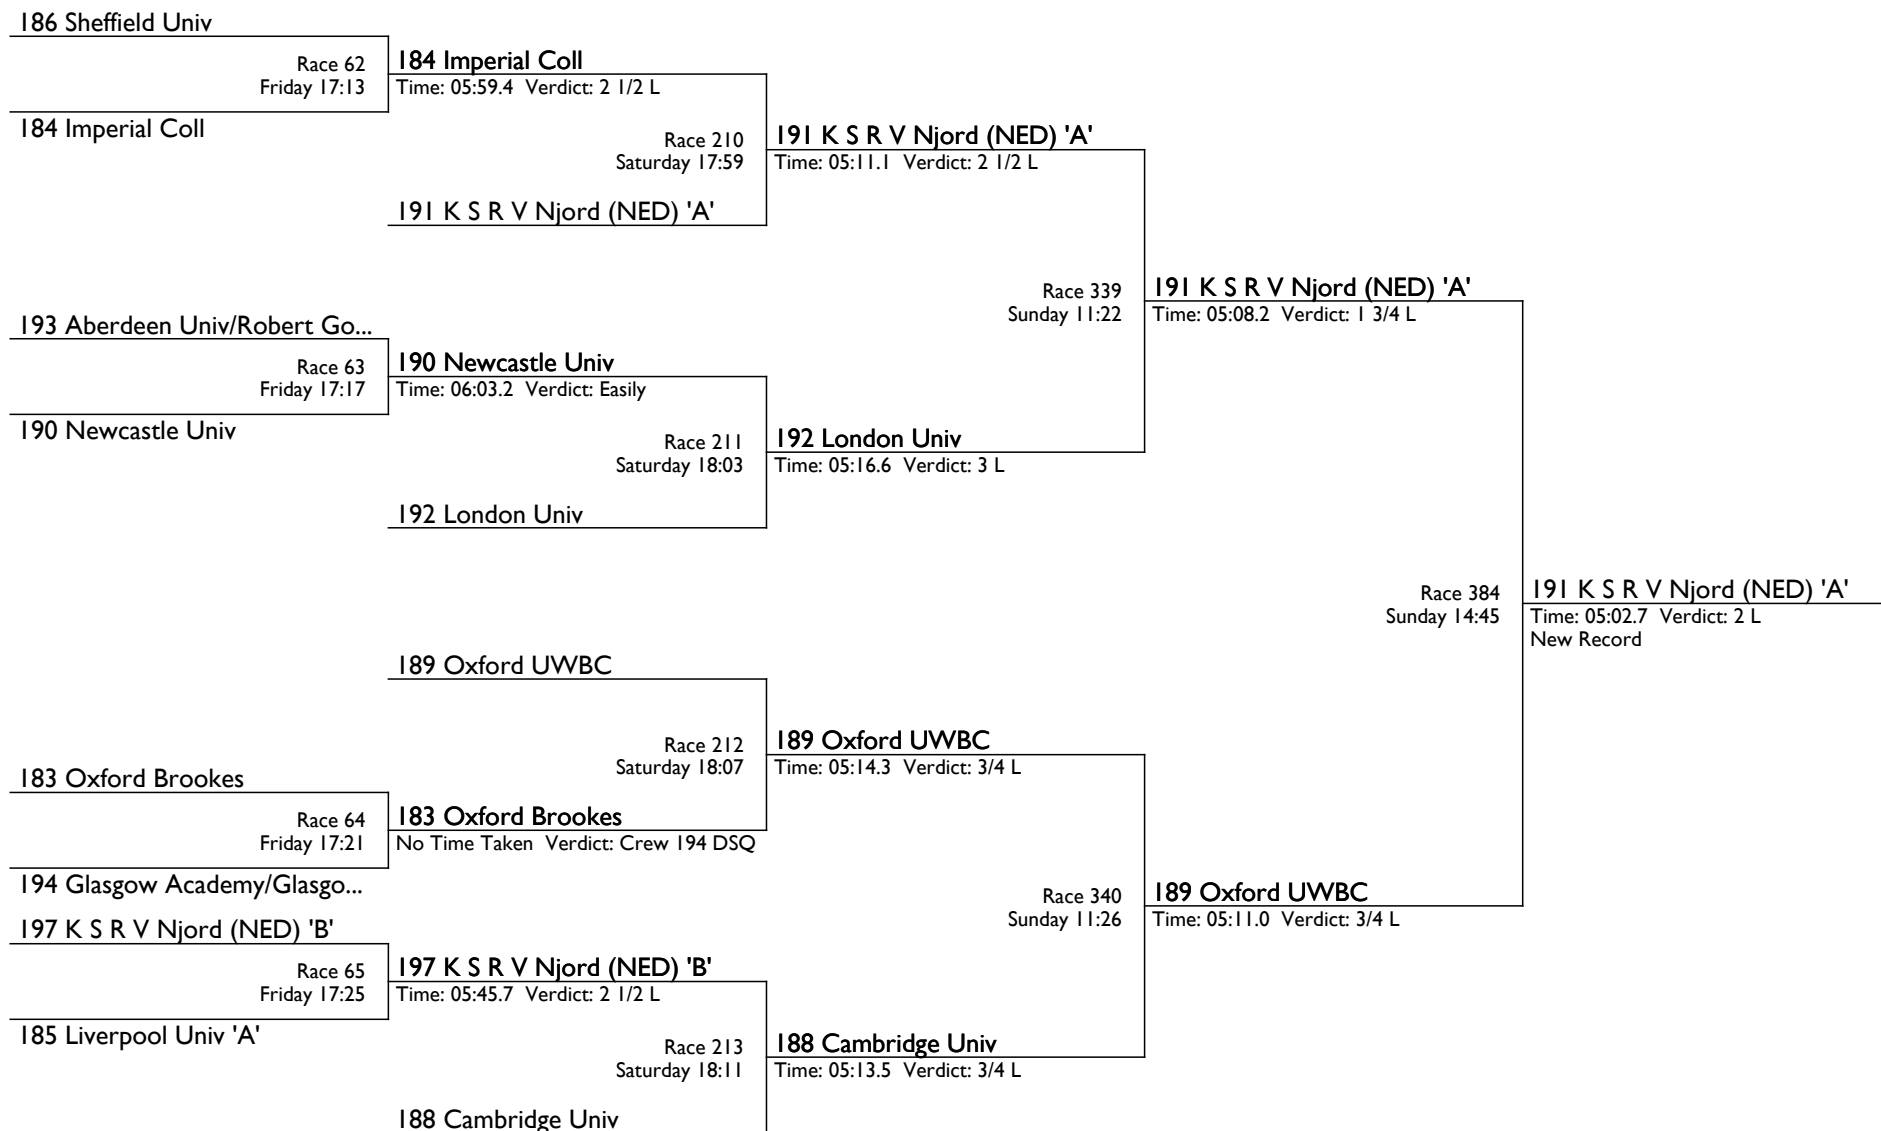 186 Sheffield Univ
Race 62
Friday 17:13
184 Imperial Coll
184 Imperial Coll
Time: 05:59.4 Verdict: 2 1/2 L
Race 210
Saturday 17:59
191 K S R V Njord (NED) 'A'
191 K S R V Njord (NED) 'A'
Time: 05:11.1 Verdict: 2 1/2 L
193 Aberdeen Univ/Robert Go...
Race 63
Friday 17:17
190 Newcastle Univ
190 Newcastle Univ
Time: 06:03.2 Verdict: Easily
Race 211
Saturday 18:03
192 London Univ
192 London Univ
Time: 05:16.6 Verdict: 3 L
Race 339
Sunday 11:22
191 K S R V Njord (NED) 'A'
Time: 05:08.2 Verdict: 1 3/4 L
Race 384
Sunday 14:45
191 K S R V Njord (NED) 'A'
Time: 05:02.7 Verdict: 2 L
New Record
189 Oxford UWBC
Race 212
Saturday 18:07
189 Oxford UWBC
Time: 05:14.3 Verdict: 3/4 L
183 Oxford Brookes
Race 64
Friday 17:21
194 Glasgow Academy/Glasgo...
183 Oxford Brookes
No Time Taken Verdict: Crew 194 DSQ
Race 340
Sunday 11:26
189 Oxford UWBC
Time: 05:11.0 Verdict: 3/4 L
197 K S R V Njord (NED) 'B'
Race 65
Friday 17:25
185 Liverpool Univ 'A'
197 K S R V Njord (NED) 'B'
Time: 05:45.7 Verdict: 2 1/2 L
Race 213
Saturday 18:11
188 Cambridge Univ
Time: 05:13.5 Verdict: 3/4 L
188 Cambridge Univ